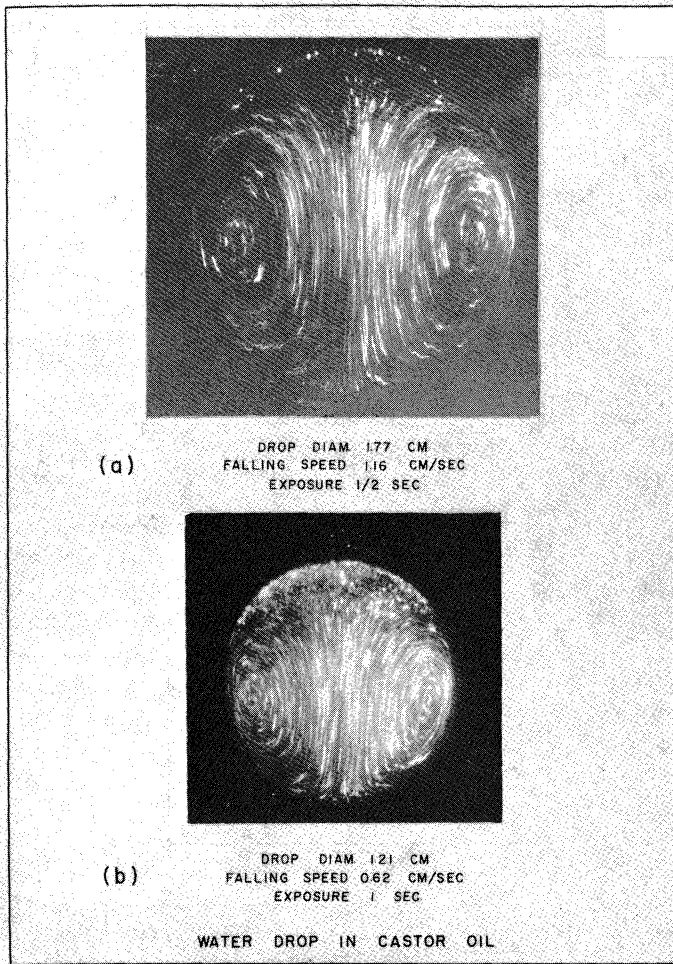 (a)
DROP DIAM. 1.77 CM
FALLING SPEED 1.16 CM/SEC
EXPOSURE 1/2 SEC
(b)
DROP DIAM. 1.21 CM
FALLING SPEED 0.62 CM/SEC
EXPOSURE 1 SEC
WATER DROP IN CASTOR OIL